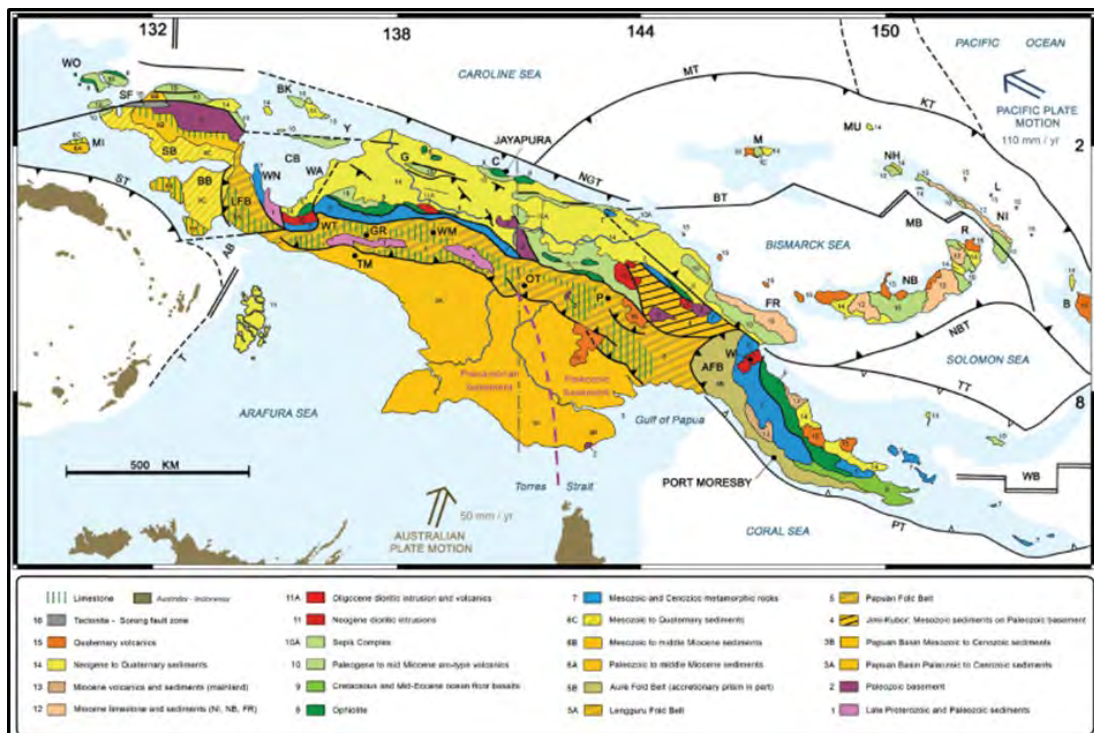 132
138
144
150
PACIFIC OCEAN
WO
CAROLINE SEA
MT
KT
PACIFIC PLATE
MOTION
110 mm / yr
SF
BK
JAYAPURA
MU
M
2
MI
SB
Y
G
C
NH
CB
WA
NGT
BT
L
ST
BB
WN
MB
NI
LFB
R
BISMARCK SEA
WT
GR
WM
AB
TM
OT
P
FR
NB
B
NBT
W
SOLOMON SEA
T
Precambrian
basement
Paleozoic
basement
AFB
TT
ARAFURA SEA
Gulf of Papua
8
500 KM
PORT MORESBY
WB
Torres Strait
50 mm / yr
AUSTRALIAN
PLATE MOTION
CORAL SEA
PT
Limestone
Australia - Indonesia
16 Tectonite - Sorong fault zone
15 Quaternary volcanics
14 Neogene to Quaternary sediments
13 Miocene volcanics and sediments (mainland)
12 Miocene limestone and sediments (NI, NB, FR)
11A Oligocene dioritic intrusion and volcanics
11 Neogene dioritic intrusions
10A Sepik Complex
10 Paleogene to mid Miocene arc-type volcanics
9 Cretaceous and Mid-Eocene ocean floor basalts
8 Ophiolite
7 Mesozoic and Cenozoic metamorphic rocks
6C Mesozoic to Quaternary sediments
6B Mesozoic to middle Miocene sediments
6A Paleozoic to middle Miocene sediments
5B Aure Fold Belt (accretionary prism in part)
5A Lengguru Fold Belt
5 Papuan Fold Belt
4 Jimi-Kubor: Mesozoic sediments on Paleozoic basement
3B Papuan Basin Mesozoic to Cenozoic sediments
3A Papuan Basin Paleozoic to Cenozoic sediments
2 Paleozoic basement
1 Late Proterozoic and Paleozoic sediments